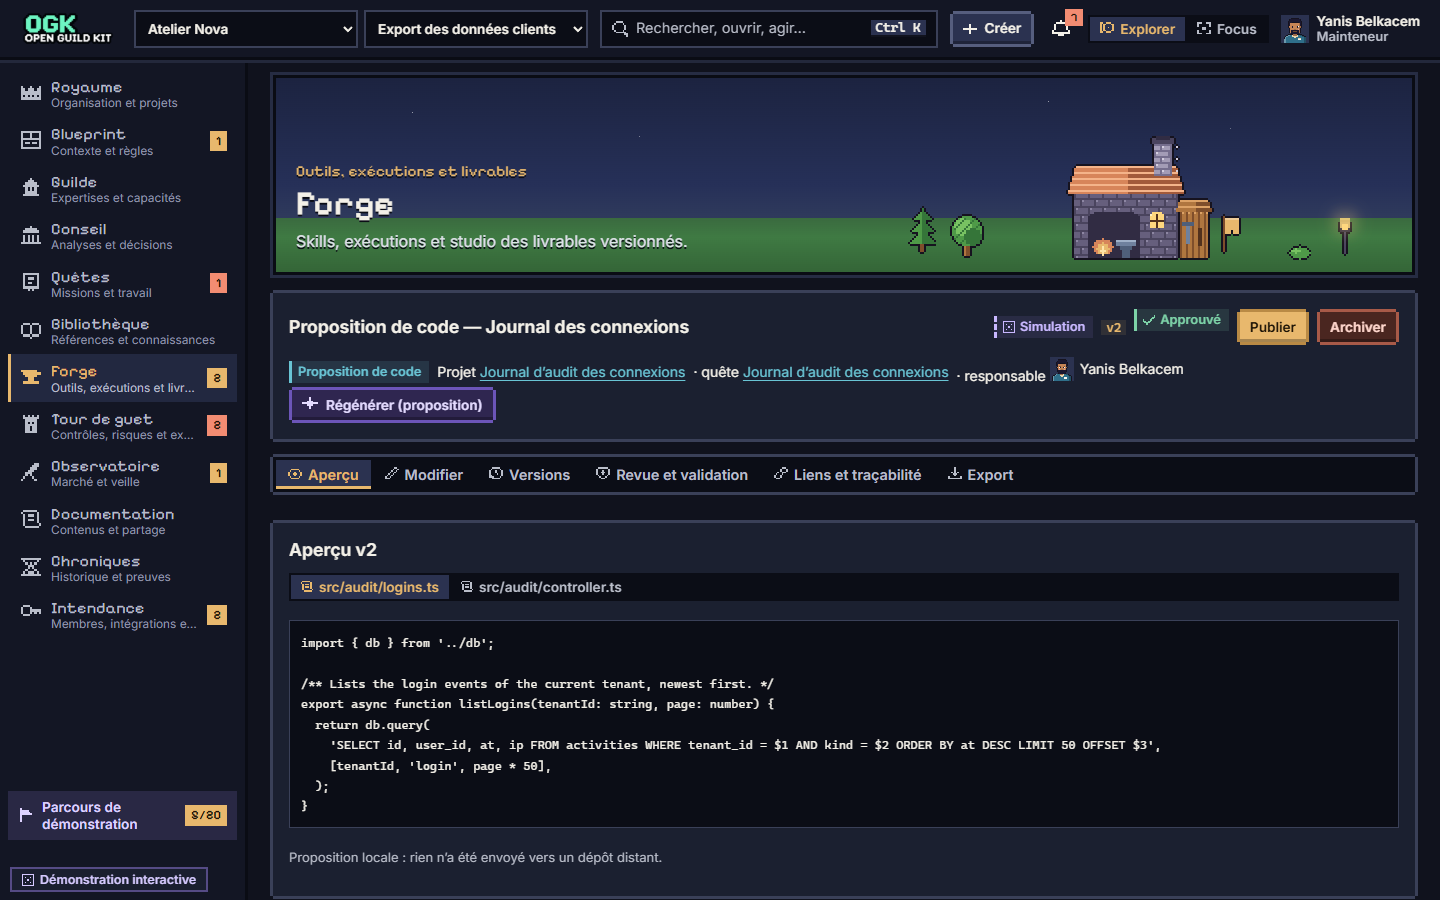 OGK
OPEN GUILD KIT
Atelier Nova
Export des données clients
Rechercher, ouvrir, agir...
Ctrl K
Créer
Explorer
Focus
Yanis Belkacem
Mainteneur
Royaume
Organisation et projets
Blueprint
Contexte et règles
1
Guilde
Expertises et capacités
Conseil
Analyses et décisions
Quêtes
Missions et travail
1
Bibliothèque
Références et connaissances
Forge
Outils, exécutions et livr...
8
Tour de guet
Contrôles, risques et ex...
8
Observatoire
Marché et veille
1
Documentation
Contenus et partage
Chroniques
Historique et preuves
Intendance
Membres, intégrations e...
8
Parcours de
démonstration
8/80
Démonstration interactive
Outils, exécutions et livrables
Forge
Skills, exécutions et studio des livrables versionnés.
Proposition de code — Journal des connexions
Simulation
v2
Approuvé
Publier
Archiver
Proposition de code
Projet Journal d’audit des connexions · quête Journal d’audit des connexions · responsable Yanis Belkacem
Régénérer (proposition)
Aperçu
Modifier
Versions
Revue et validation
Liens et traçabilité
Export
Aperçu v2
src/audit/logins.ts
src/audit/controller.ts
import { db } from '../db';
/** Lists the login events of the current tenant, newest first. */
export async function listLogins(tenantId: string, page: number) {
return db.query(
'SELECT id, user_id, at, ip FROM activities WHERE tenant_id = $1 AND kind = $2 ORDER BY at DESC LIMIT 50 OFFSET $3',
[tenantId, 'login', page * 50],
);
}
Proposition locale : rien n’a été envoyé vers un dépôt distant.